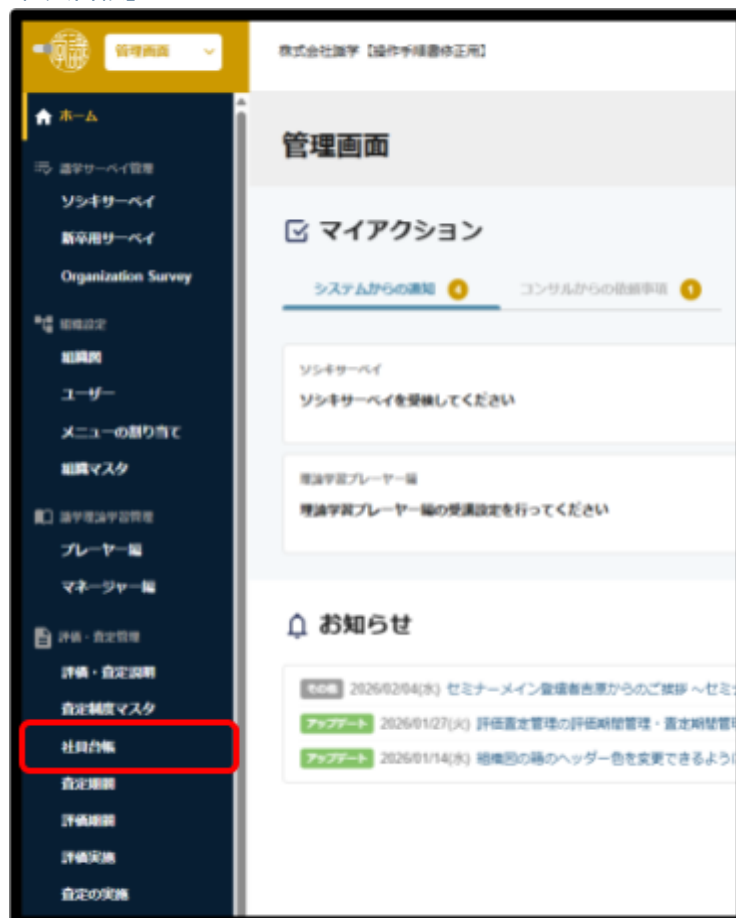 管理画面
株式会社識学【操作手順書修正用】
ホーム
識学サーベイ管理
ソシキサーベイ
新卒用サーベイ
Organization Survey
組織設定
組織図
ユーザー
メニューの割り当て
組織マスタ
識学理論学習管理
プレーヤー編
マネージャー編
評価・査定管理
評価・査定説明
査定制度マスタ
社員台帳
査定期間
評価期間
評価実施
査定の実施
管理画面
マイアクション
システムからの通知 4
コンサルからの依頼事項 1
ソシキサーベイ
ソシキサーベイを受検してください
理論学習プレーヤー編
理論学習プレーヤー編の受講設定を行ってください
お知らせ
その他 2026/02/04(水) セミナーメイン登壇者吉原からのご挨拶 ～セミ
アップデート 2026/01/27(火) 評価査定管理の評価期間管理・査定期間管
アップデート 2026/01/14(水) 組織図の箱のヘッダー色を変更できるよう